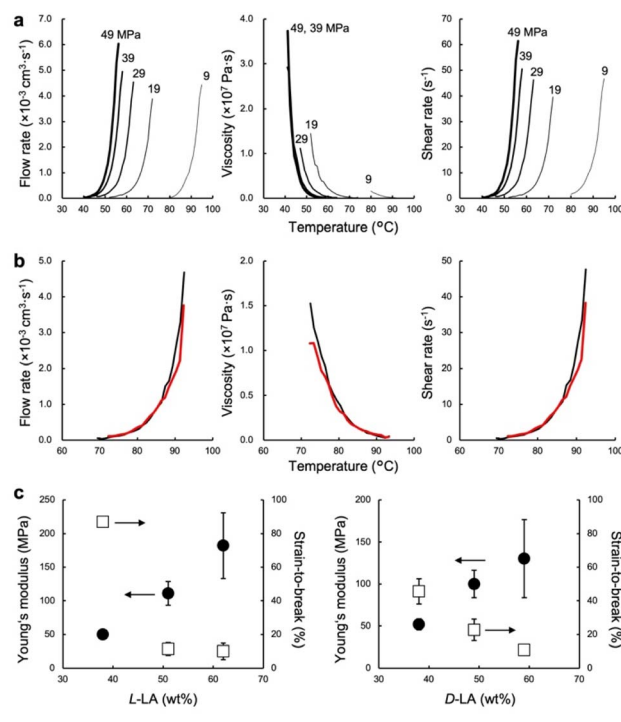 a
Flow rate (×10⁻³ cm³·s⁻¹)
7.0
6.0
5.0
4.0
3.0
2.0
1.0
0.0
49 MPa
39
29
19
9
30 40 50 60 70 80 90 100
Viscosity (×10⁷ Pa·s)
4.0
3.0
2.0
1.0
0.0
49, 39 MPa
29
19
9
30 40 50 60 70 80 90 100
Temperature (°C)
Shear rate (s⁻¹)
70
60
50
40
30
20
10
0
49 MPa
39
29
19
9
30 40 50 60 70 80 90 100
b
Flow rate (×10⁻³ cm³·s⁻¹)
5.0
4.0
3.0
2.0
1.0
0.0
60 70 80 90 100
Viscosity (×10⁷ Pa·s)
2.0
1.5
1.0
0.5
0.0
60 70 80 90 100
Temperature (°C)
Shear rate (s⁻¹)
50
40
30
20
10
0
60 70 80 90 100
c
Young's modulus (MPa)
250
200
150
100
50
0
30 40 50 60 70
L-LA (wt%)
100
80
60
40
20
0
Strain-to-break (%)
Young's modulus (MPa)
200
150
100
50
0
30 40 50 60 70
D-LA (wt%)
100
80
60
40
20
0
Strain-to-break (%)